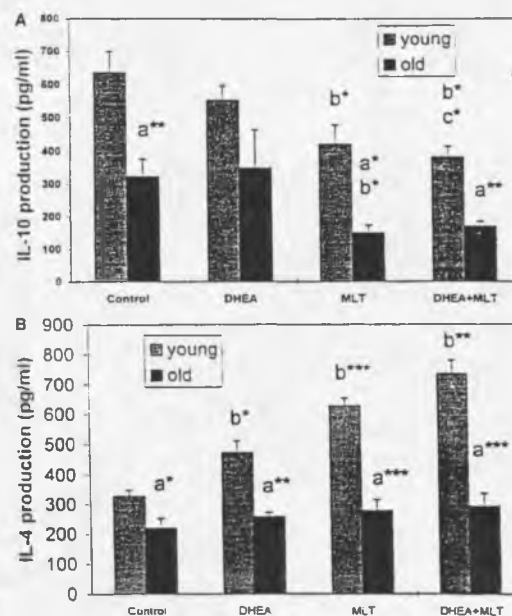 A
IL-10 production (pg/ml)
800
700
600
500
400
300
200
100
0
young
old
a**
b*
a*
b*
b*
c*
a**
Control DHEA MLT DHEA+MLT
B
IL-4 production (pg/ml)
900
800
700
600
500
400
300
200
100
0
young
old
a*
b*
a**
b***
a***
b**
a***
Control DHEA MLT DHEA+MLT